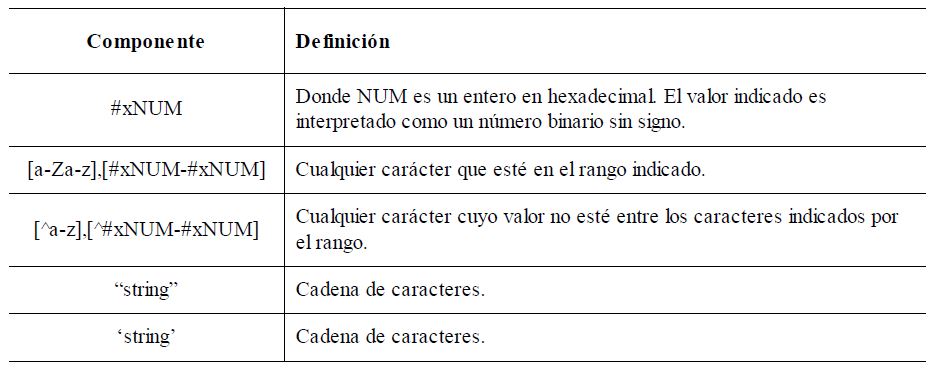 Componente
Definición
#xNUM
Donde NUM es un entero en hexadecimal. El valor indicado es
interpretado como un número binario sin signo.
[a-Za-z],[#xNUM-#xNUM]
Cualquier carácter que esté en el rango indicado.
[^a-z],[^#xNUM-#xNUM]
Cualquier carácter cuyo valor no esté entre los caracteres indicados por
el rango.
“string”
Cadena de caracteres.
‘string’
Cadena de caracteres.